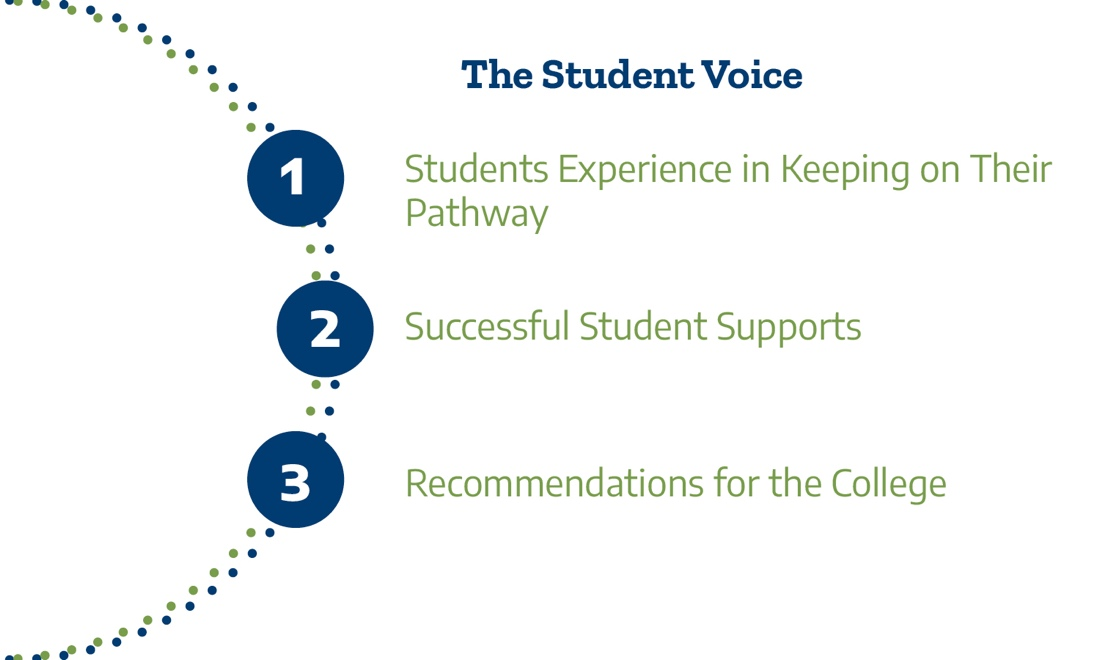 The Student Voice
1
Students Experience in Keeping on Their
Pathway
2
Successful Student Supports
3
Recommendations for the College